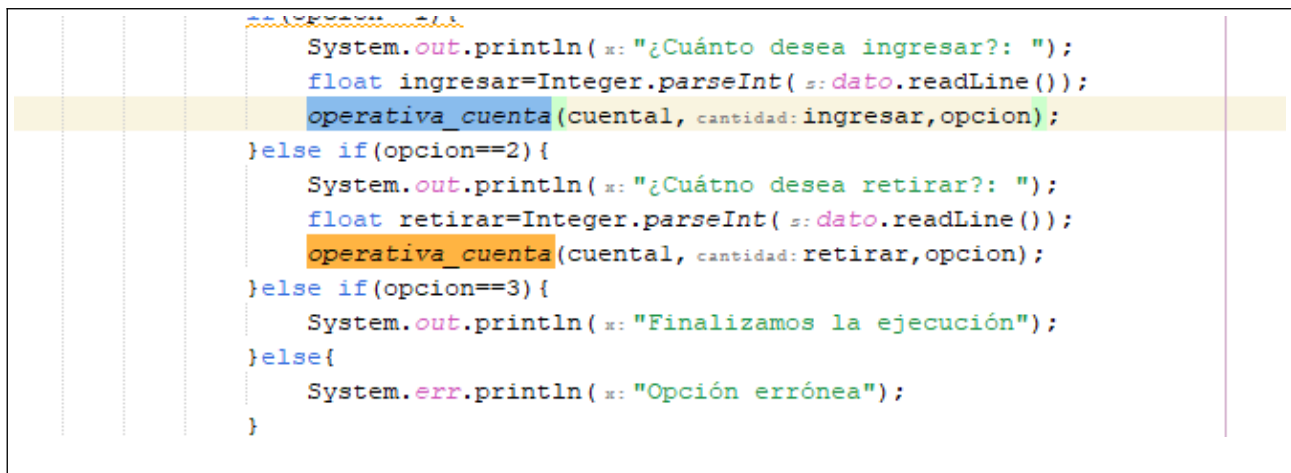 System.out.println( x: "¿Cuánto desea ingresar?: ");
float ingresar=Integer.parseInt( s: dato.readLine());
operativa_cuenta(cuental, cantidad: ingresar,opcion);
}else if(opcion==2){
System.out.println( x: "¿Cuátno desea retirar?: ");
float retirar=Integer.parseInt( s: dato.readLine());
operativa_cuenta(cuental, cantidad: retirar,opcion);
}else if(opcion==3){
System.out.println( x: "Finalizamos la ejecución");
}else{
System.err.println( x: "Opción errónea");
}